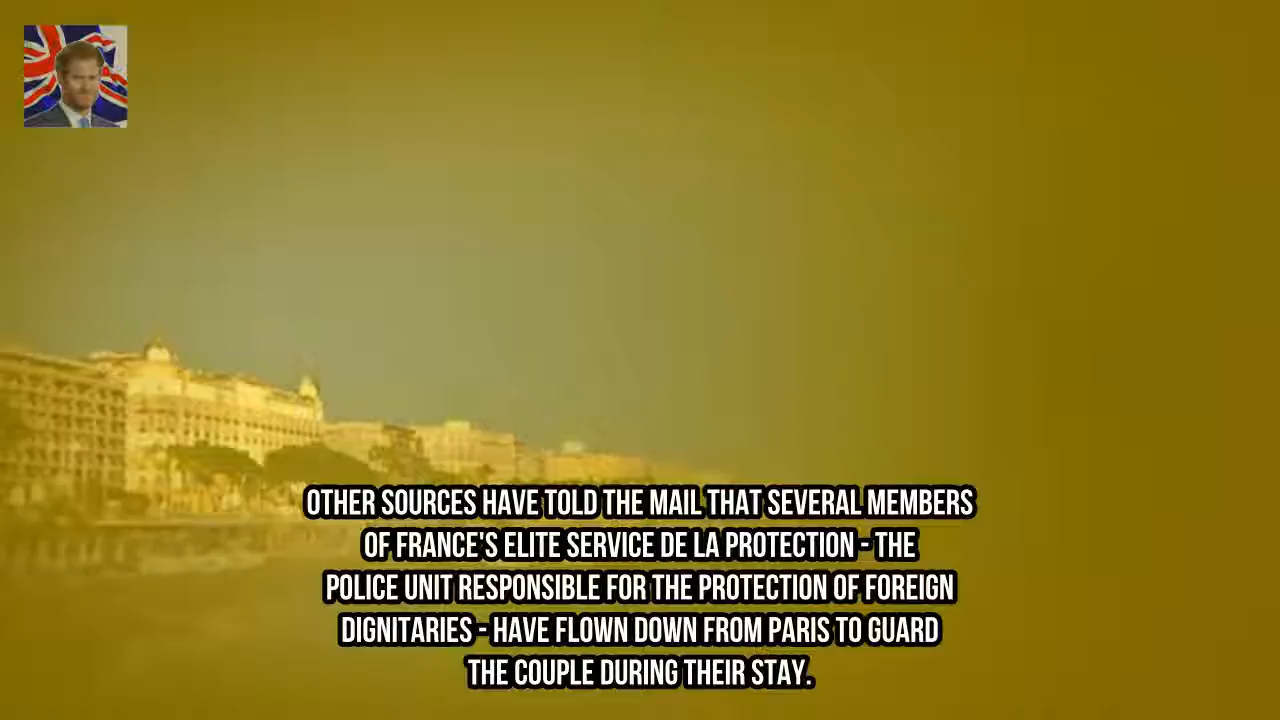 OTHER SOURCES HAVE TOLD THE MAIL THAT SEVERAL MEMBERS
OF FRANCE'S ELITE SERVICE DE LA PROTECTION - THE
POLICE UNIT RESPONSIBLE FOR THE PROTECTION OF FOREIGN
DIGNITARIES - HAVE FLOWN DOWN FROM PARIS TO GUARD
THE COUPLE DURING THEIR STAY.